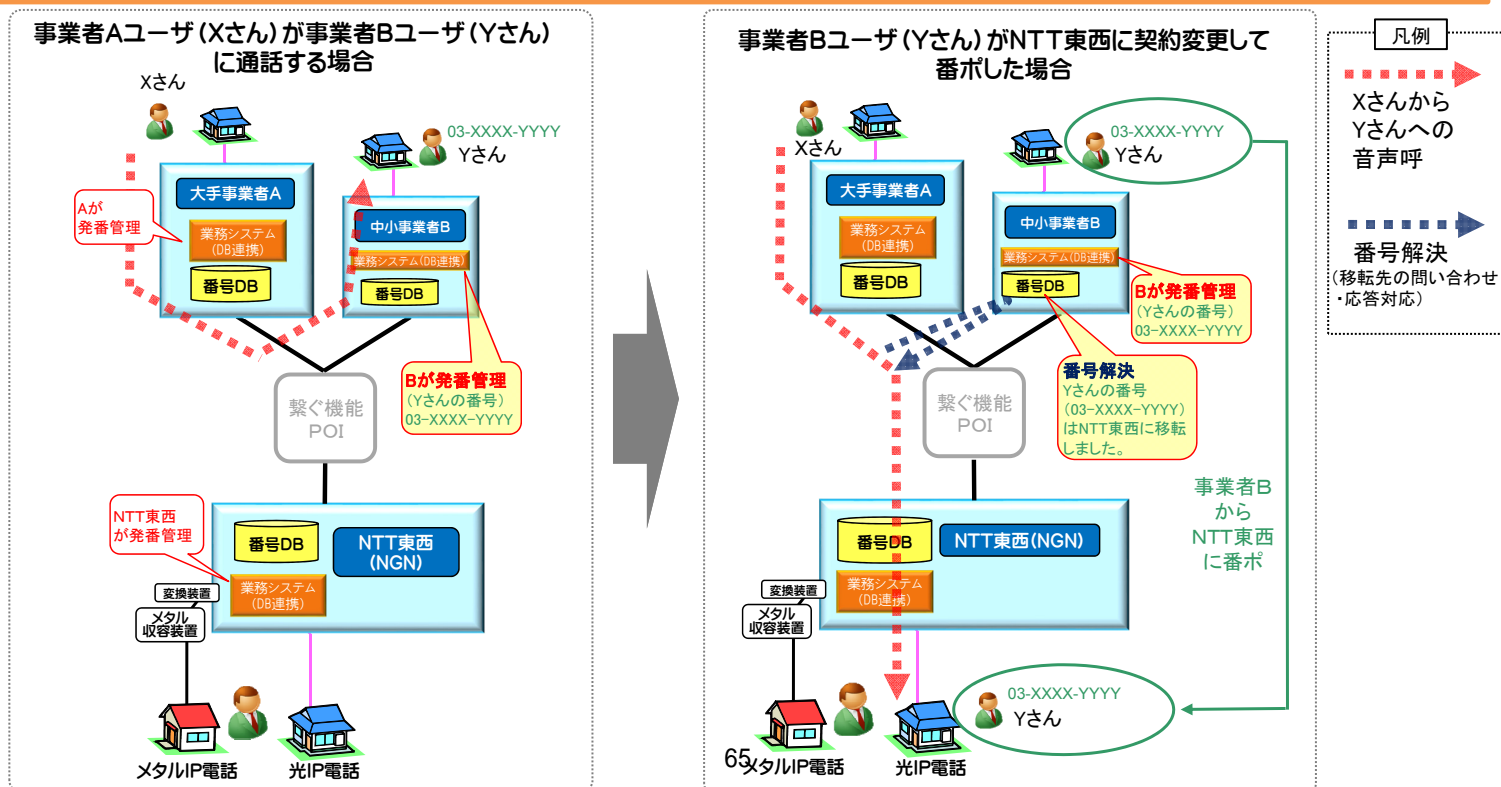 事業者Aユーザ(Xさん)が事業者Bユーザ(Yさん)
に通話する場合
Xさん
03-XXXX-YYYY
Yさん
Aが
発番管理
大手事業者A
業務システム
(DB連携)
番号DB
中小事業者B
業務システム(DB連携)
番号DB
Bが発番管理
(Yさんの番号)
03-XXXX-YYYY
繋ぐ機能
POI
NTT東西
が発番管理
番号DB
NTT東西
(NGN)
業務システム
(DB連携)
変換装置
メタル
収容装置
メタルIP電話
光IP電話
事業者Bユーザ(Yさん)がNTT東西に契約変更して
番ポした場合
Xさん
03-XXXX-YYYY
Yさん
大手事業者A
業務システム
(DB連携)
番号DB
中小事業者B
業務システム(DB連携)
番号DB
Bが発番管理
(Yさんの番号)
03-XXXX-YYYY
番号解決
Yさんの番号
(03-XXXX-YYYY)
はNTT東西に移転
しました。
繋ぐ機能
POI
事業者B
から
NTT東西
に番ポ
番号DB
NTT東西(NGN)
業務システム
(DB連携)
変換装置
メタル
収容装置
03-XXXX-YYYY
Yさん
メタルIP電話
光IP電話
65
凡例
Xさんから
Yさんへの
音声呼
番号解決
(移転先の問い合わせ
・応答対応)